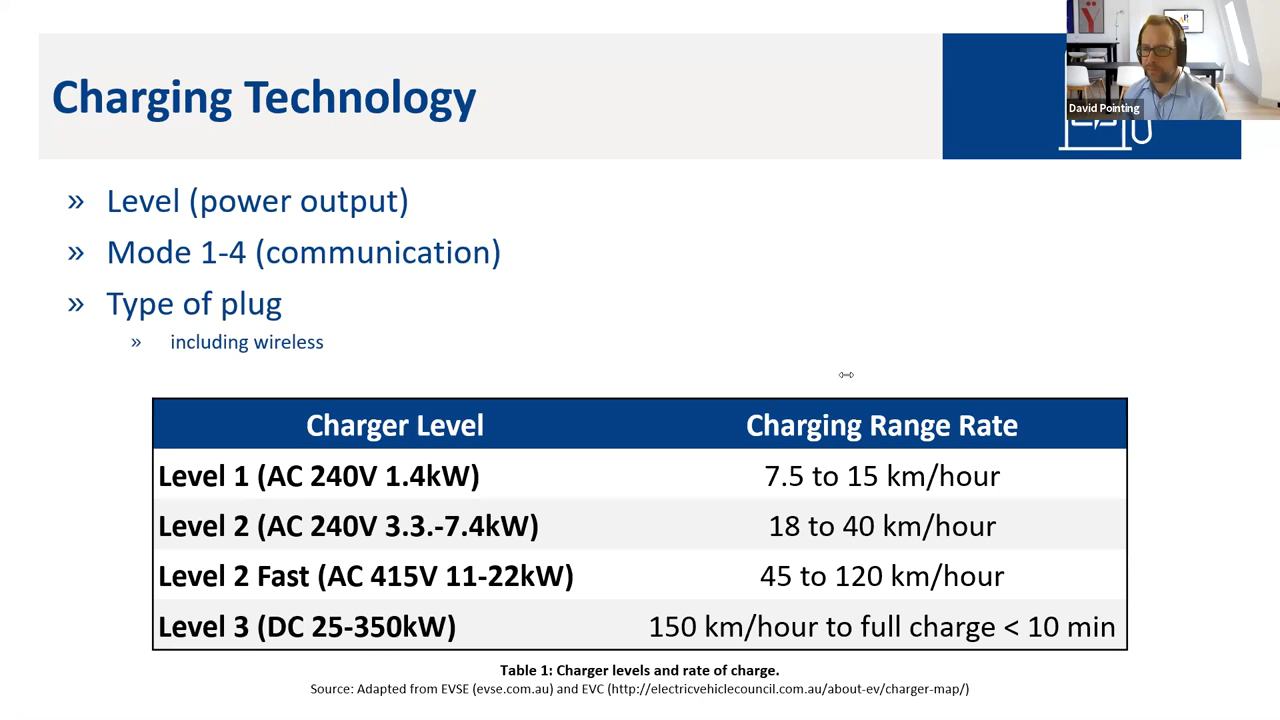 Charging Technology
David Pointing
» Level (power output)
» Mode 1-4 (communication)
» Type of plug
» including wireless
Charger Level Charging Range Rate
Level 1 (AC 240V 1.4kW) 7.5 to 15 km/hour
Level 2 (AC 240V 3.3.-7.4kW) 18 to 40 km/hour
Level 2 Fast (AC 415V 11-22kW) 45 to 120 km/hour
Level 3 (DC 25-350kW) 150 km/hour to full charge < 10 min
Table 1: Charger levels and rate of charge.
Source: Adapted from EVSE (evse.com.au) and EVC (http://electricvehiclecouncil.com.au/about-ev/charger-map/)